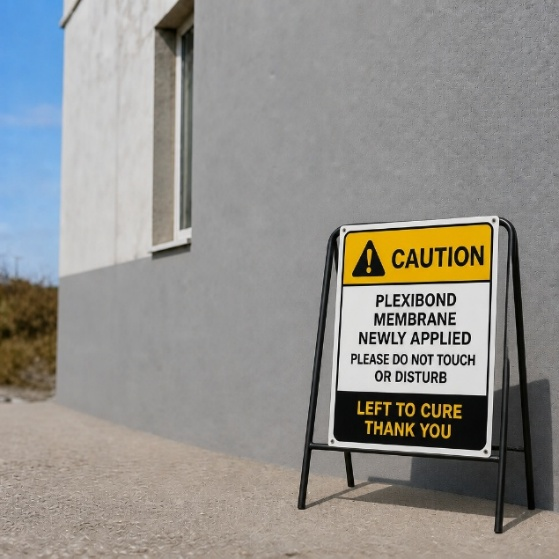 CAUTION
PLEXIBOND
MEMBRANE
NEWLY APPLIED
PLEASE DO NOT TOUCH
OR DISTURB
LEFT TO CURE
THANK YOU